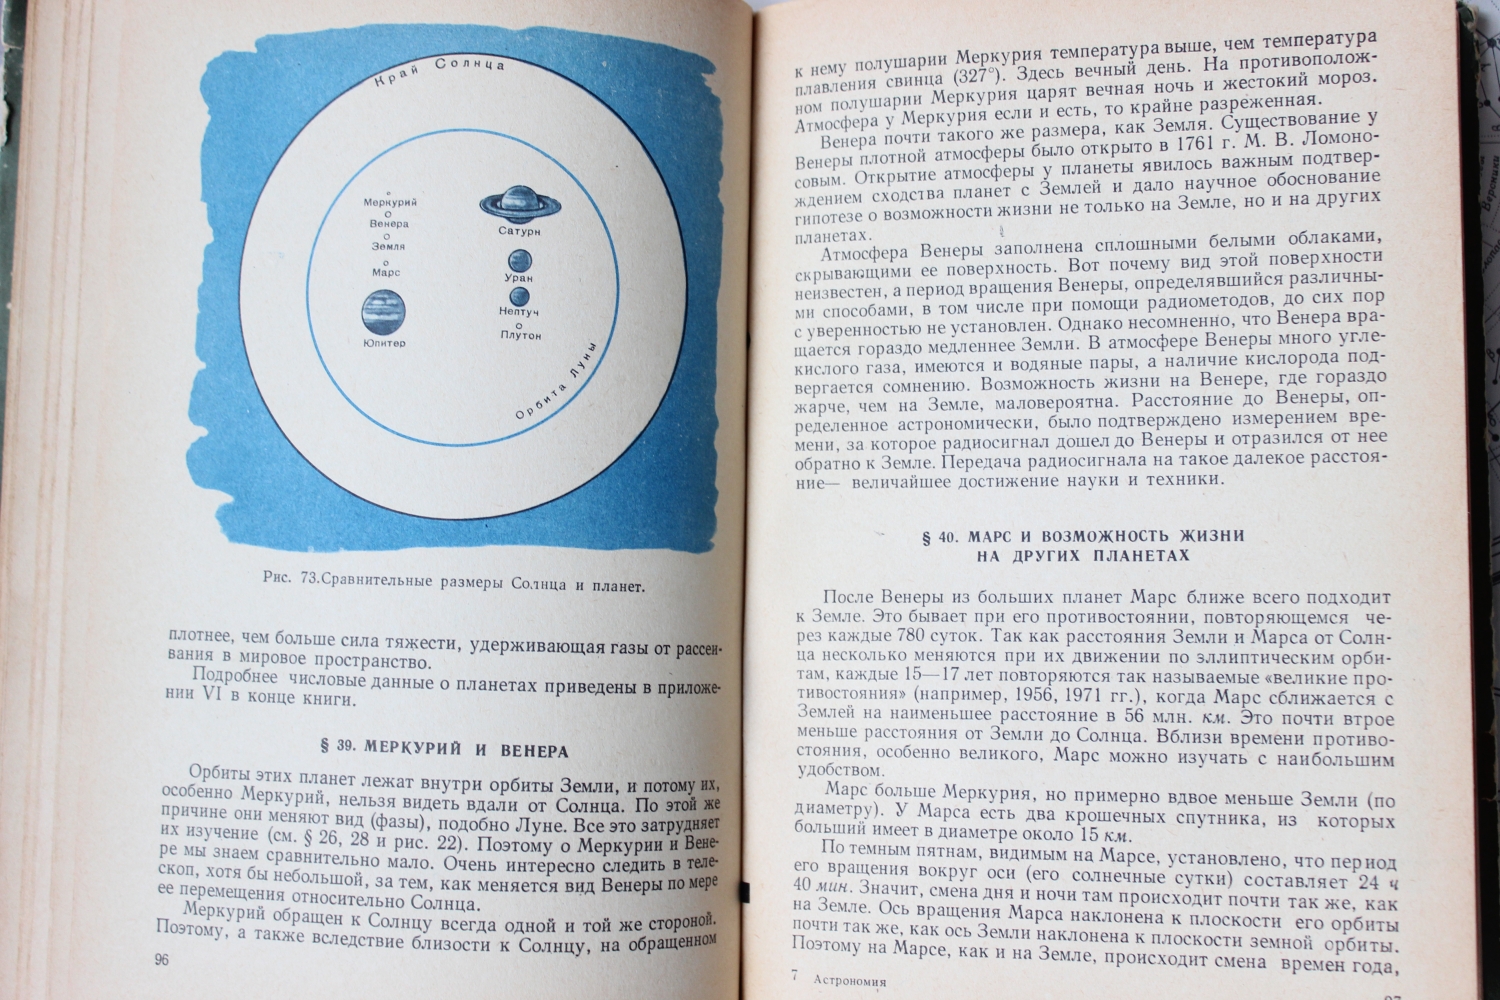 Край Солнца
Меркурий
Венера
Земля
Марс
Юпитер
Сатурн
Уран
Нептун
Плутон
Орбита Луны
Рис. 73.Сравнительные размеры Солнца и планет.
плотнее, чем больше сила тяжести, удерживающая газы от рассеи-
вания в мировое пространство.
Подробнее числовые данные о планетах приведены в приложе-
нии VI в конце книги.
§ 39. МЕРКУРИЙ И ВЕНЕРА
Орбиты этих планет лежат внутри орбиты Земли, и потому их,
особенно Меркурий, нельзя видеть вдали от Солнца. По этой же
причине они меняют вид (фазы), подобно Луне. Все это затрудняет
их изучение (см. § 26, 28 и рис. 22). Поэтому о Меркурии и Вене-
ре мы знаем сравнительно мало. Очень интересно следить в теле-
скоп, хотя бы небольшой, за тем, как меняется вид Венеры по мере
ее перемещения относительно Солнца.
Меркурий обращен к Солнцу всегда одной и той же стороной.
Поэтому, а также вследствие близости к Солнцу, на обращенном
96
к нему полушарии Меркурия температура выше, чем температура
плавления свинца (327°). Здесь вечный день. На противополож-
ном полушарии Меркурия царят вечная ночь и жестокий мороз.
Атмосфера у Меркурия если и есть, то крайне разреженная.
Венера почти такого же размера, как Земля. Существование у
Венеры плотной атмосферы было открыто в 1761 г. М. В. Ломоно-
совым. Открытие атмосферы у планеты явилось важным подтвер-
ждением сходства планет с Землей и дало научное обоснование
гипотезе о возможности жизни не только на Земле, но и на других
планетах.
Атмосфера Венеры заполнена сплошными белыми облаками,
скрывающими ее поверхность. Вот почему вид этой поверхности
неизвестен, а период вращения Венеры, определявшийся различны-
ми способами, в том числе при помощи радиометодов, до сих пор
с уверенностью не установлен. Однако несомненно, что Венера вра-
щается гораздо медленнее Земли. В атмосфере Венеры много угле-
кислого газа, имеются и водяные пары, а наличие кислорода под-
вергается сомнению. Возможность жизни на Венере, где гораздо
жарче, чем на Земле, маловероятна. Расстояние до Венеры, оп-
ределенное астрономически, было подтверждено измерением вре-
мени, за которое радиосигнал дошел до Венеры и отразился от нее
обратно к Земле. Передача радиосигнала на такое далекое расстоя-
ние— величайшее достижение науки и техники.
§ 40. МАРС И ВОЗМОЖНОСТЬ ЖИЗНИ
НА ДРУГИХ ПЛАНЕТАХ
После Венеры из больших планет Марс ближе всего подходит
к Земле. Это бывает при его противостоянии, повторяющемся че-
рез каждые 780 суток. Так как расстояния Земли и Марса от Солн-
ца несколько меняются при их движении по эллиптическим орби-
там, каждые 15—17 лет повторяются так называемые «великие про-
тивостояния» (например, 1956, 1971 гг.), когда Марс сближается с
Землей на наименьшее расстояние в 56 млн. км. Это почти втрое
меньше расстояния от Земли до Солнца. Вблизи времени противо-
стояния, особенно великого, Марс можно изучать с наибольшим
удобством.
Марс больше Меркурия, но примерно вдвое меньше Земли (по
диаметру). У Марса есть два крошечных спутника, из которых
больший имеет в диаметре около 15 км.
По темным пятнам, видимым на Марсе, установлено, что период
его вращения вокруг оси (его солнечные сутки) составляет 24 ч
40 мин. Значит, смена дня и ночи там происходит почти так же, как
на Земле. Ось вращения Марса наклонена к плоскости его орбиты
почти так же, как ось Земли наклонена к плоскости земной орбиты.
Поэтому на Марсе, как и на Земле, происходит смена времен года,
7 Астрономия